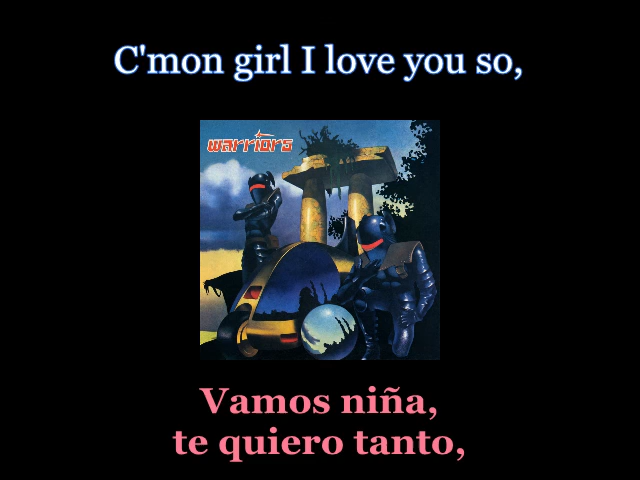 C'mon girl I love you so,
warriors
Vamos niña,
te quiero tanto,